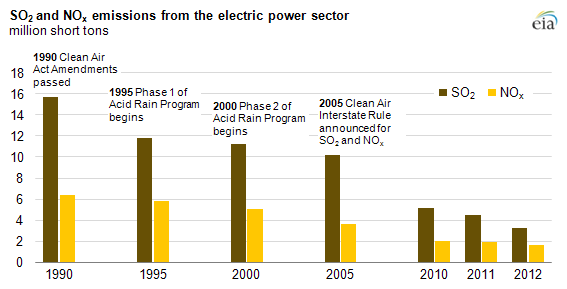 SO₂ and NOₓ emissions from the electric power sector
million short tons
eia
1990 Clean Air
Act Amendments
passed
1995 Phase 1 of
Acid Rain Program
begins
2000 Phase 2 of
Acid Rain Program
begins
2005 Clean Air
Interstate Rule
announced for
SO₂ and NOₓ
SO₂ NOₓ
18
16
14
12
10
8
6
4
2
0
1990 1995 2000 2005 2010 2011 2012